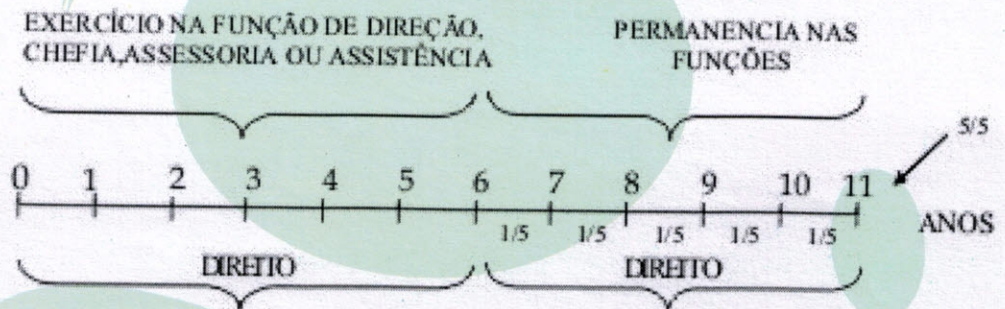 EXERCÍCIO NA FUNÇÃO DE DIREÇÃO,
CHEFIA,ASSESSORIA OU ASSISTÊNCIA
PERMANENCIA NAS
FUNÇÕES
5/5
0 1 2 3 4 5 6 7 8 9 10 11
ANOS
1/5 1/5 1/5 1/5 1/5
DIREITO
DIREITO